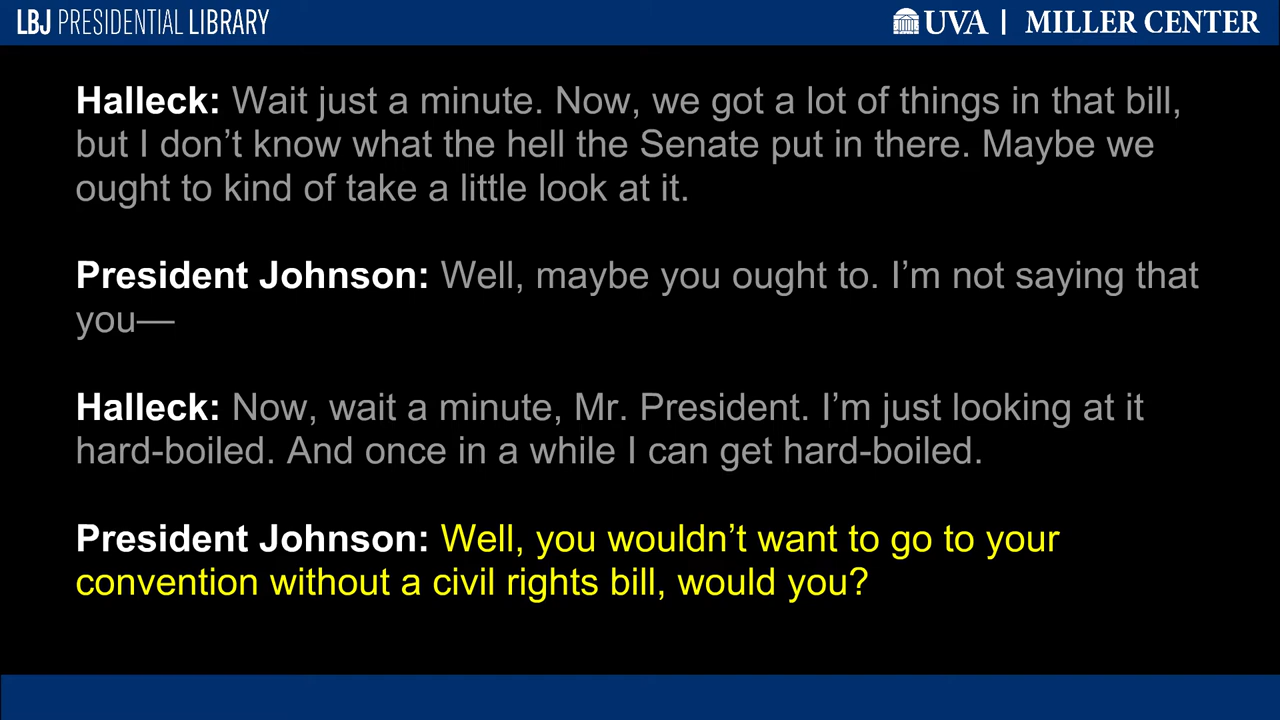 LBJ PRESIDENTIAL LIBRARY
UVA | MILLER CENTER
Halleck: Wait just a minute. Now, we got a lot of things in that bill,
but I don’t know what the hell the Senate put in there. Maybe we
ought to kind of take a little look at it.
President Johnson: Well, maybe you ought to. I’m not saying that
you—
Halleck: Now, wait a minute, Mr. President. I’m just looking at it
hard-boiled. And once in a while I can get hard-boiled.
President Johnson: Well, you wouldn’t want to go to your
convention without a civil rights bill, would you?